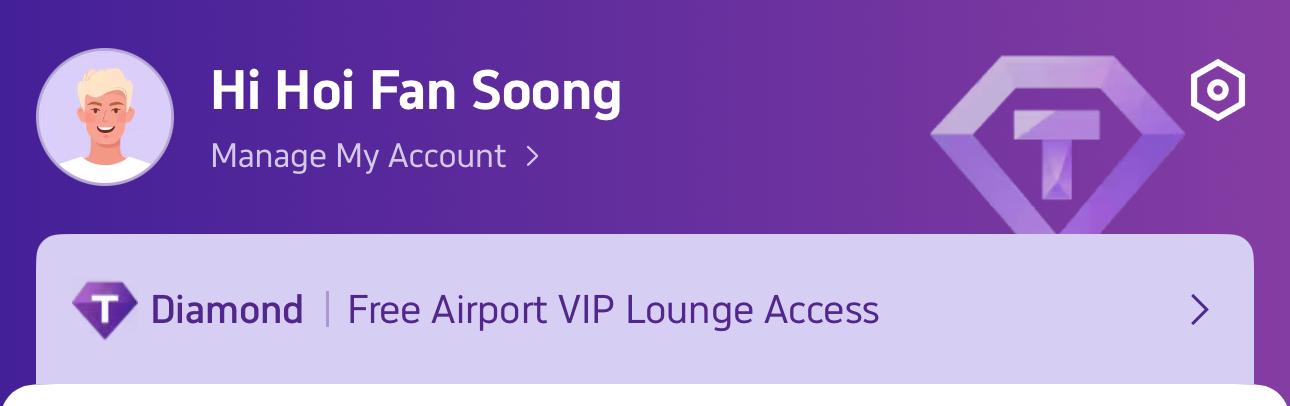 Hi Hoi Fan Soong
Manage My Account
T
T Diamond | Free Airport VIP Lounge Access